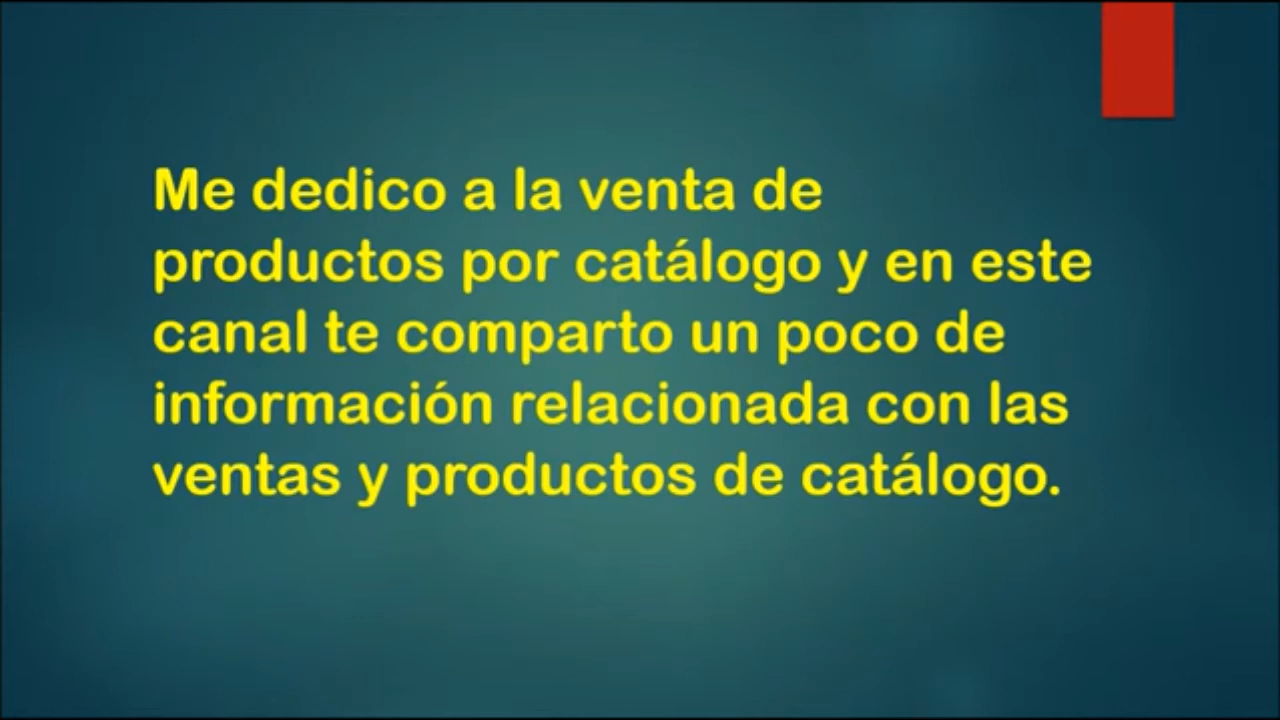 Me dedico a la venta de
productos por catálogo y en este
canal te comparto un poco de
información relacionada con las
ventas y productos de catálogo.